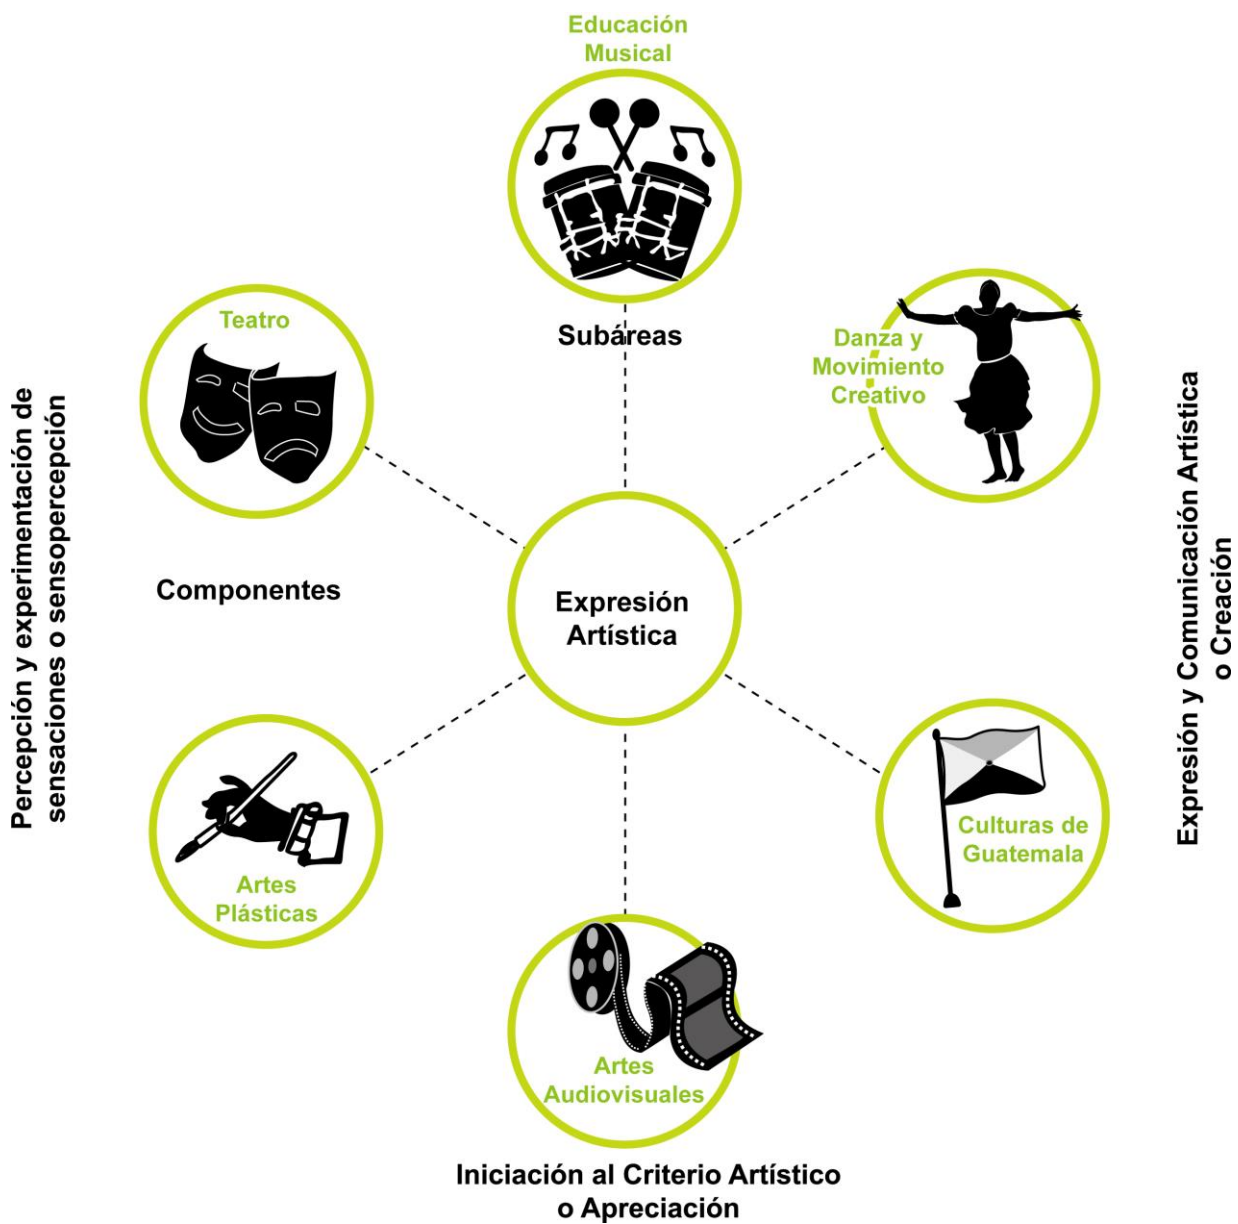 Educación
Musical
Teatro
Subáreas
Danza y
Movimiento
Creativo
Percepción y experimentación de
sensaciones o sensopercepción
Componentes
Expresión
Artística
Expresión y Comunicación Artística
o Creación
Artes
Plásticas
Culturas de
Guatemala
Artes
Audiovisuales
Iniciación al Criterio Artístico
o Apreciación